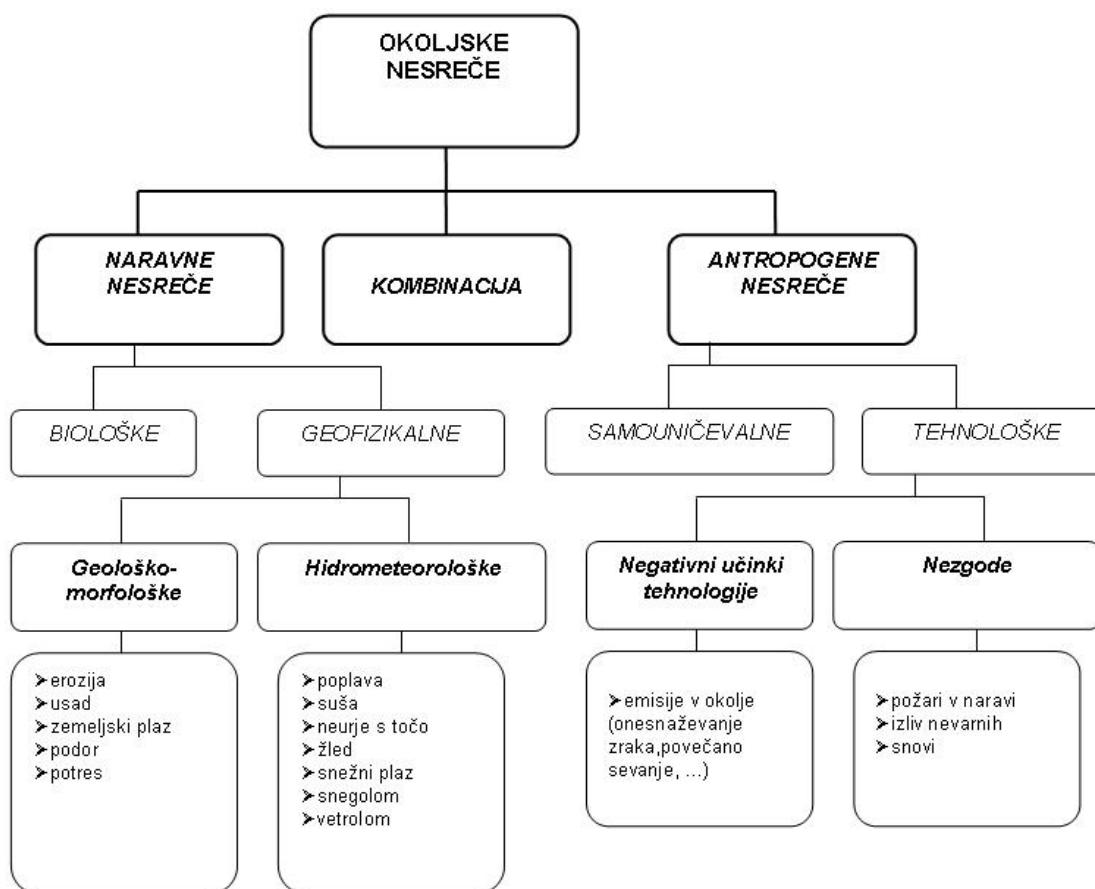 OKOLJSKE
NESREČE
NARAVNE
NESREČE
KOMBINACIJA
ANTROPOGENE
NESREČE
BIOLOŠKE
GEOFIZIKALNE
SAMOUNIČEVALNE
TEHNOLOŠKE
Geološko-
morfološke
Hidrometeorološke
Negativni učinki
tehnologije
Nezgode
➢erozija
➢usad
➢zemeljski plaz
➢podor
➢potres
➢poplava
➢suša
➢neurje s točo
➢žled
➢snežni plaz
➢snegolom
➢vetrolom
➢emisije v okolje
(onesnaževanje
zraka,povečano
sevanje, ...)
➢požari v naravi
➢izliv nevarnih
➢snovi